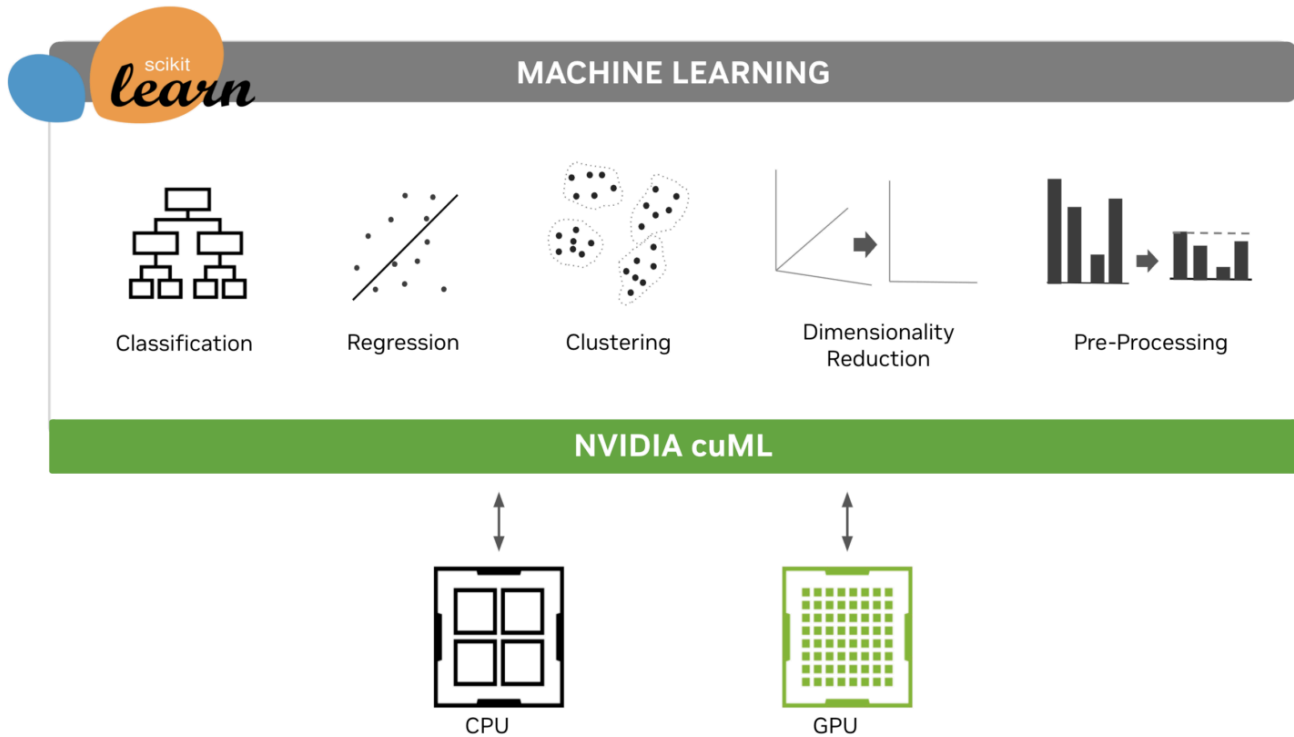 scikit
learn
MACHINE LEARNING
Classification
Regression
Clustering
Dimensionality
Reduction
Pre-Processing
NVIDIA cuML
CPU
GPU